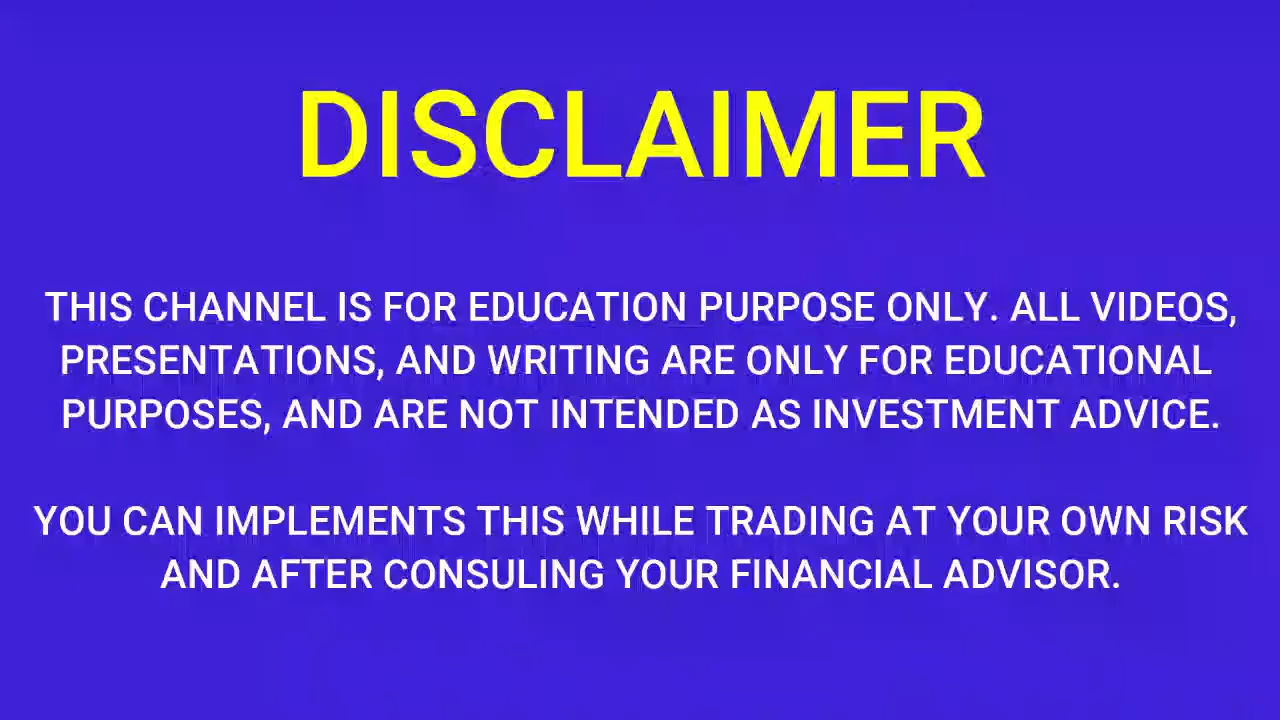 DISCLAIMER
THIS CHANNEL IS FOR EDUCATION PURPOSE ONLY. ALL VIDEOS,
PRESENTATIONS, AND WRITING ARE ONLY FOR EDUCATIONAL
PURPOSES, AND ARE NOT INTENDED AS INVESTMENT ADVICE.
YOU CAN IMPLEMENTS THIS WHILE TRADING AT YOUR OWN RISK
AND AFTER CONSULING YOUR FINANCIAL ADVISOR.